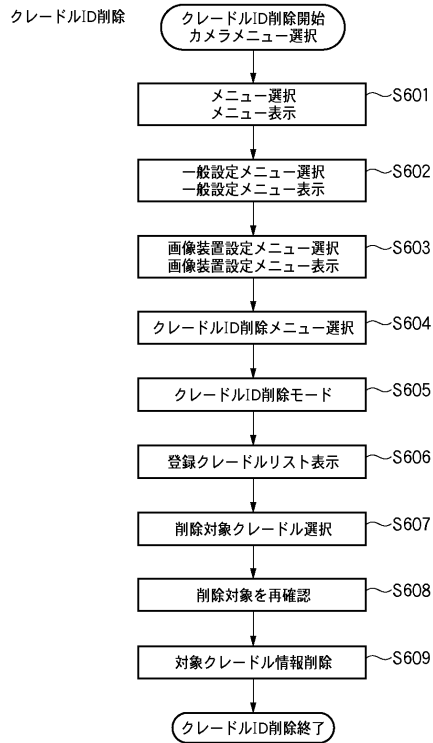 クレードルID削除
クレードルID削除開始
カメラメニュー選択
メニュー選択
メニュー表示
S601
一般設定メニュー選択
一般設定メニュー表示
S602
画像装置設定メニュー選択
画像装置設定メニュー表示
S603
クレードルID削除メニュー選択
S604
クレードルID削除モード
S605
登録クレードルリスト表示
S606
削除対象クレードル選択
S607
削除対象を再確認
S608
対象クレードル情報削除
S609
クレードルID削除終了